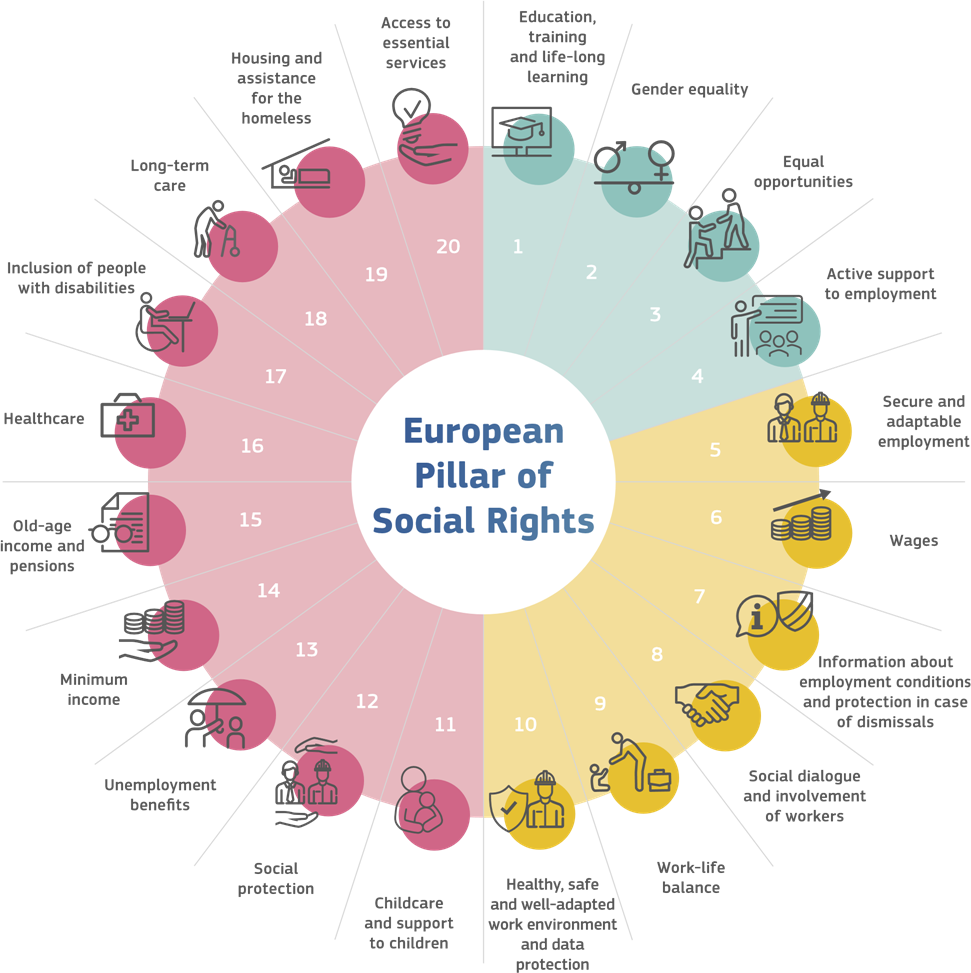 European
Pillar of
Social Rights
1
Education,
training
and life-long
learning
2
Gender equality
3
Equal
opportunities
4
Active support
to employment
5
Secure and
adaptable
employment
6
Wages
7
Information about
employment conditions
and protection in case
of dismissals
8
Social dialogue
and involvement
of workers
9
Work-life
balance
10
Healthy, safe
and well-adapted
work environment
and data
protection
11
Childcare
and support
to children
12
Social
protection
13
Unemployment
benefits
14
Minimum
income
15
Old-age
income and
pensions
16
Healthcare
17
Inclusion of people
with disabilities
18
Long-term
care
19
Housing and
assistance
for the
homeless
20
Access to
essential
services
i